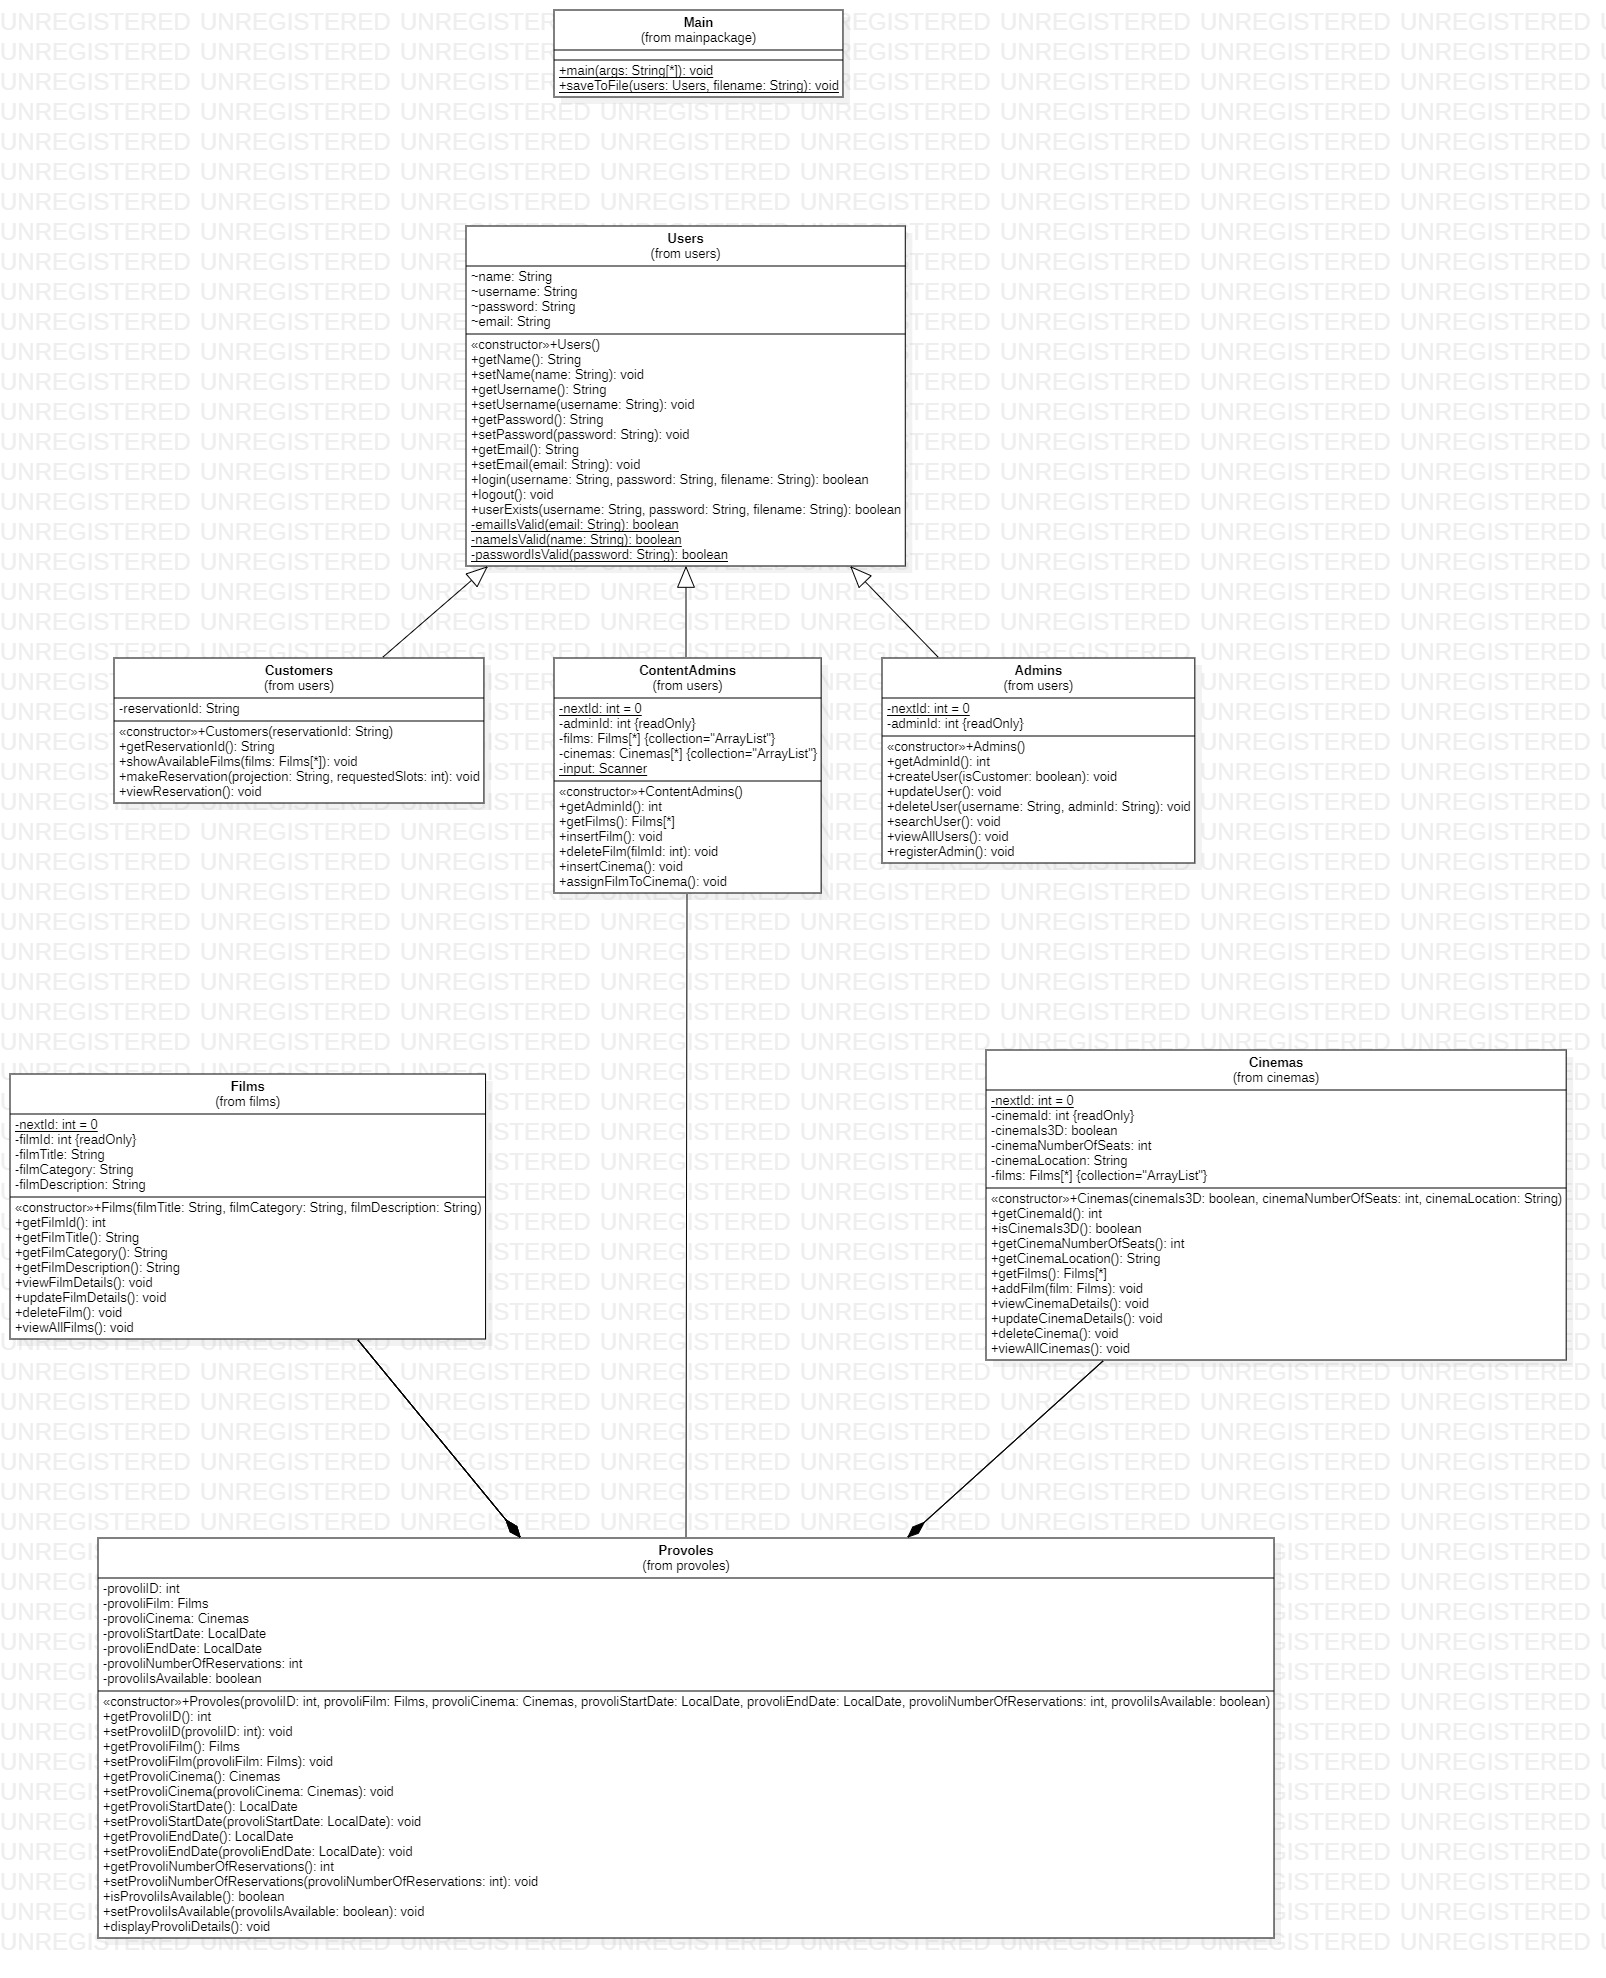 Main
(from mainpackage)
+main(args: String[*]): void
+saveToFile(users: Users, filename: String): void
Users
(from users)
~name: String
~username: String
~password: String
~email: String
«constructor»+Users()
+getName(): String
+setName(name: String): void
+getUsername(): String
+setUsername(username: String): void
+getPassword(): String
+setPassword(password: String): void
+getEmail(): String
+setEmail(email: String): void
+login(username: String, password: String, filename: String): boolean
+logout(): void
+userExists(username: String, password: String, filename: String): boolean
-emailIsValid(email: String): boolean
-nameIsValid(name: String): boolean
-passwordIsValid(password: String): boolean
Customers
(from users)
-reservationId: String
«constructor»+Customers(reservationId: String)
+getReservationId(): String
+showAvailableFilms(films: Films[*]): void
+makeReservation(projection: String, requestedSlots: int): void
+viewReservation(): void
ContentAdmins
(from users)
-nextId: int = 0
-adminId: int {readOnly}
-films: Films[*] {collection="ArrayList"}
-cinemas: Cinemas[*] {collection="ArrayList"}
-input: Scanner
«constructor»+ContentAdmins()
+getAdminId(): int
+getFilms(): Films[*]
+insertFilm(): void
+deleteFilm(filmId: int): void
+insertCinema(): void
+assignFilmToCinema(): void
Admins
(from users)
-nextId: int = 0
-adminId: int {readOnly}
«constructor»+Admins()
+getAdminId(): int
+createUser(isCustomer: boolean): void
+updateUser(): void
+deleteUser(username: String, adminId: String): void
+searchUser(): void
+viewAllUsers(): void
+registerAdmin(): void
Films
(from films)
-nextId: int = 0
-filmId: int {readOnly}
-filmTitle: String
-filmCategory: String
-filmDescription: String
«constructor»+Films(filmTitle: String, filmCategory: String, filmDescription: String)
+getFilmId(): int
+getFilmTitle(): String
+getFilmCategory(): String
+getFilmDescription(): String
+viewFilmDetails(): void
+updateFilmDetails(): void
+deleteFilm(): void
+viewAllFilms(): void
Cinemas
(from cinemas)
-nextId: int = 0
-cinemaId: int {readOnly}
-cinemaIs3D: boolean
-cinemaNumberOfSeats: int
-cinemaLocation: String
-films: Films[*] {collection="ArrayList"}
«constructor»+Cinemas(cinemaIs3D: boolean, cinemaNumberOfSeats: int, cinemaLocation: String)
+getCinemaId(): int
+isCinemaIs3D(): boolean
+getCinemaNumberOfSeats(): int
+getCinemaLocation(): String
+getFilms(): Films[*]
+addFilm(film: Films): void
+viewCinemaDetails(): void
+updateCinemaDetails(): void
+deleteCinema(): void
+viewAllCinemas(): void
Provoles
(from provoles)
-provoliID: int
-provoliFilm: Films
-provoliCinema: Cinemas
-provoliStartDate: LocalDate
-provoliEndDate: LocalDate
-provoliNumberOfReservations: int
-provoliIsAvailable: boolean
«constructor»+Provoles(provoliID: int, provoliFilm: Films, provoliCinema: Cinemas, provoliStartDate: LocalDate, provoliEndDate: LocalDate, provoliNumberOfReservations: int, provoliIsAvailable: boolean)
+getProvoliID(): int
+setProvoliID(provoliID: int): void
+getProvoliFilm(): Films
+setProvoliFilm(provoliFilm: Films): void
+getProvoliCinema(): Cinemas
+setProvoliCinema(provoliCinema: Cinemas): void
+getProvoliStartDate(): LocalDate
+setProvoliStartDate(provoliStartDate: LocalDate): void
+getProvoliEndDate(): LocalDate
+setProvoliEndDate(provoliEndDate: LocalDate): void
+getProvoliNumberOfReservations(): int
+setProvoliNumberOfReservations(provoliNumberOfReservations: int): void
+isProvoliIsAvailable(): boolean
+setProvoliIsAvailable(provoliIsAvailable: boolean): void
+displayProvoliDetails(): void
UNREGISTERED